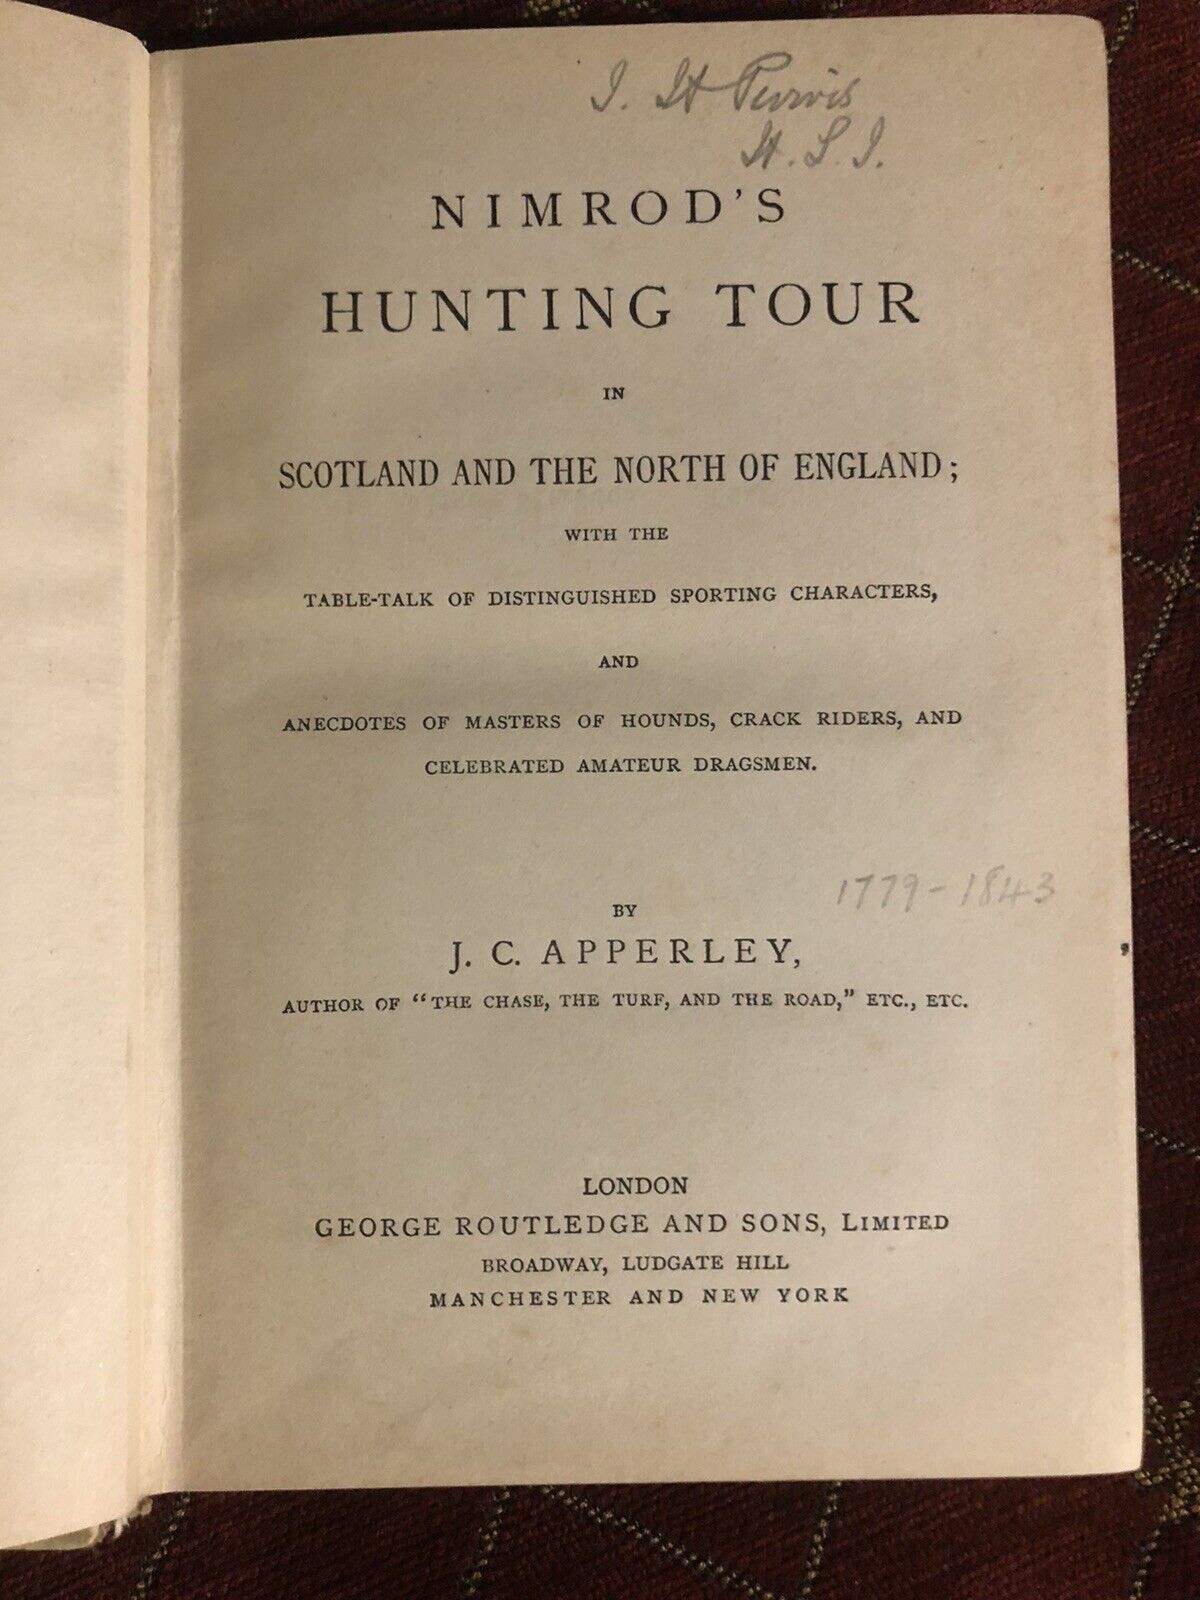 J. H. Purvis
H. L. I.
NIMROD'S
HUNTING TOUR
IN
SCOTLAND AND THE NORTH OF ENGLAND;
WITH THE
TABLE-TALK OF DISTINGUISHED SPORTING CHARACTERS,
AND
ANECDOTES OF MASTERS OF HOUNDS, CRACK RIDERS, AND
CELEBRATED AMATEUR DRAGSMEN.
1779-1843
BY
J. C. APPERLEY,
AUTHOR OF "THE CHASE, THE TURF, AND THE ROAD," ETC., ETC.
LONDON
GEORGE ROUTLEDGE AND SONS, LIMITED
BROADWAY, LUDGATE HILL
MANCHESTER AND NEW YORK